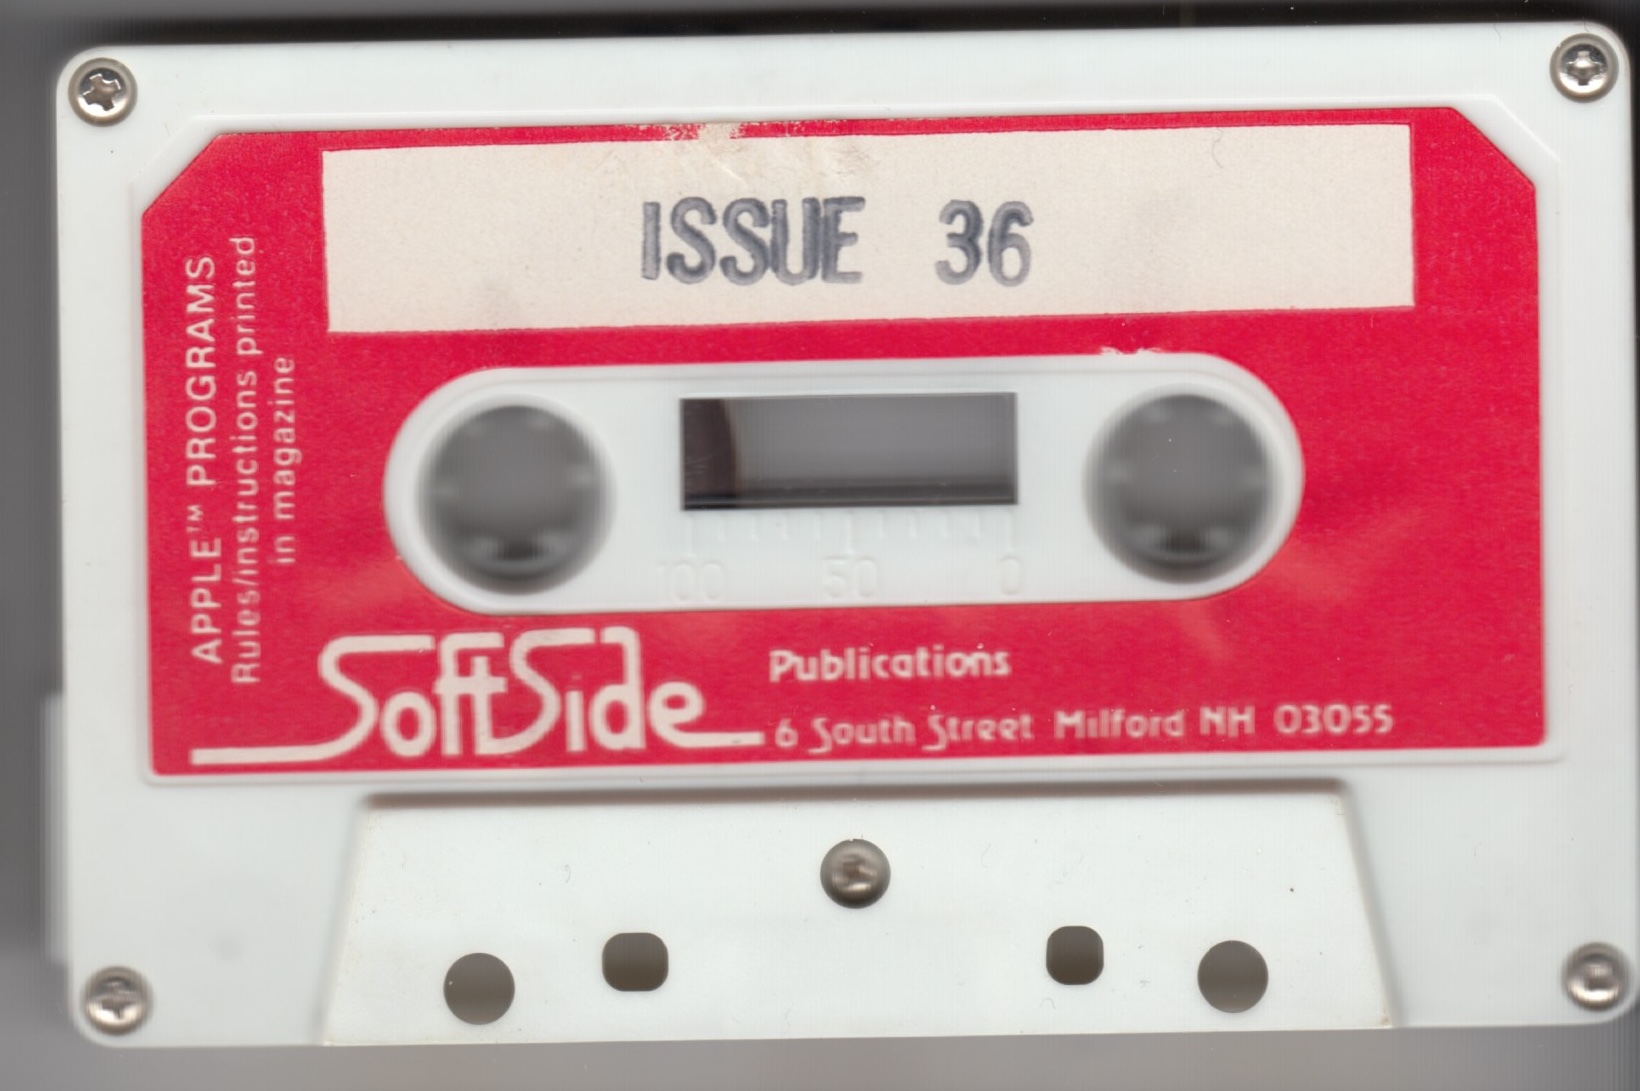 ISSUE 36
APPLE™ PROGRAMS
Rules/instructions printed
in magazine
100 50 0
SoftSide
Publications
6 South Street Milford NH 03055